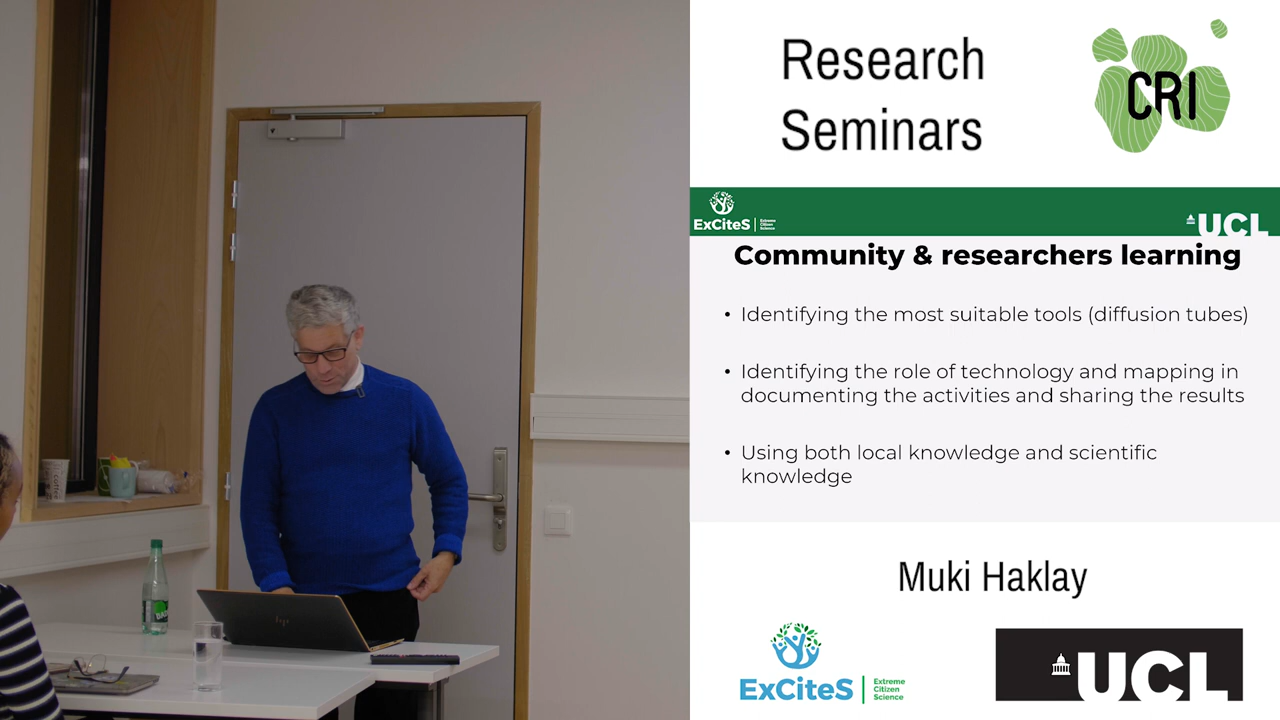 Research
Seminars
CRI
ExCiteS
Extreme
Citizen
Science
UCL
Community & researchers learning
• Identifying the most suitable tools (diffusion tubes)
• Identifying the role of technology and mapping in
documenting the activities and sharing the results
• Using both local knowledge and scientific
knowledge
Muki Haklay
ExCiteS
Extreme
Citizen
Science
UCL
hp